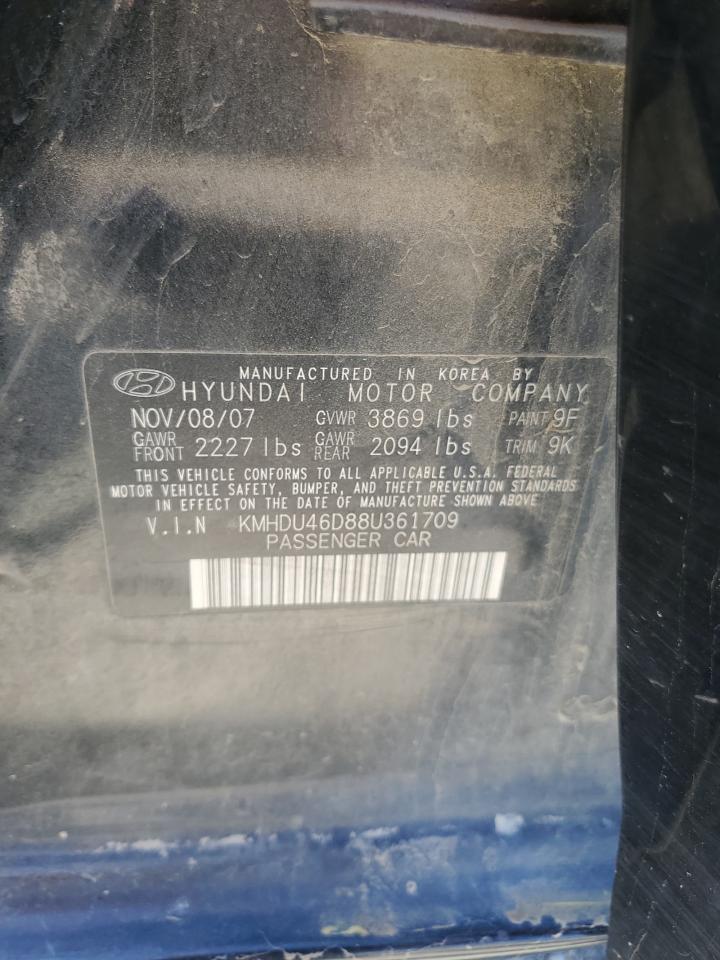 MANUFACTURED IN KOREA BY
HYUNDAI MOTOR COMPANY
NOV/08/07 GVWR 3869 lbs PAINT 9F
GAWR FRONT 2227 lbs GAWR REAR 2094 lbs TRIM 9K
THIS VEHICLE CONFORMS TO ALL APPLICABLE U.S.A. FEDERAL
MOTOR VEHICLE SAFETY, BUMPER, AND THEFT PREVENTION STANDARDS
IN EFFECT ON THE DATE OF MANUFACTURE SHOWN ABOVE
V.I.N KMHDU46D88U361709
PASSENGER CAR